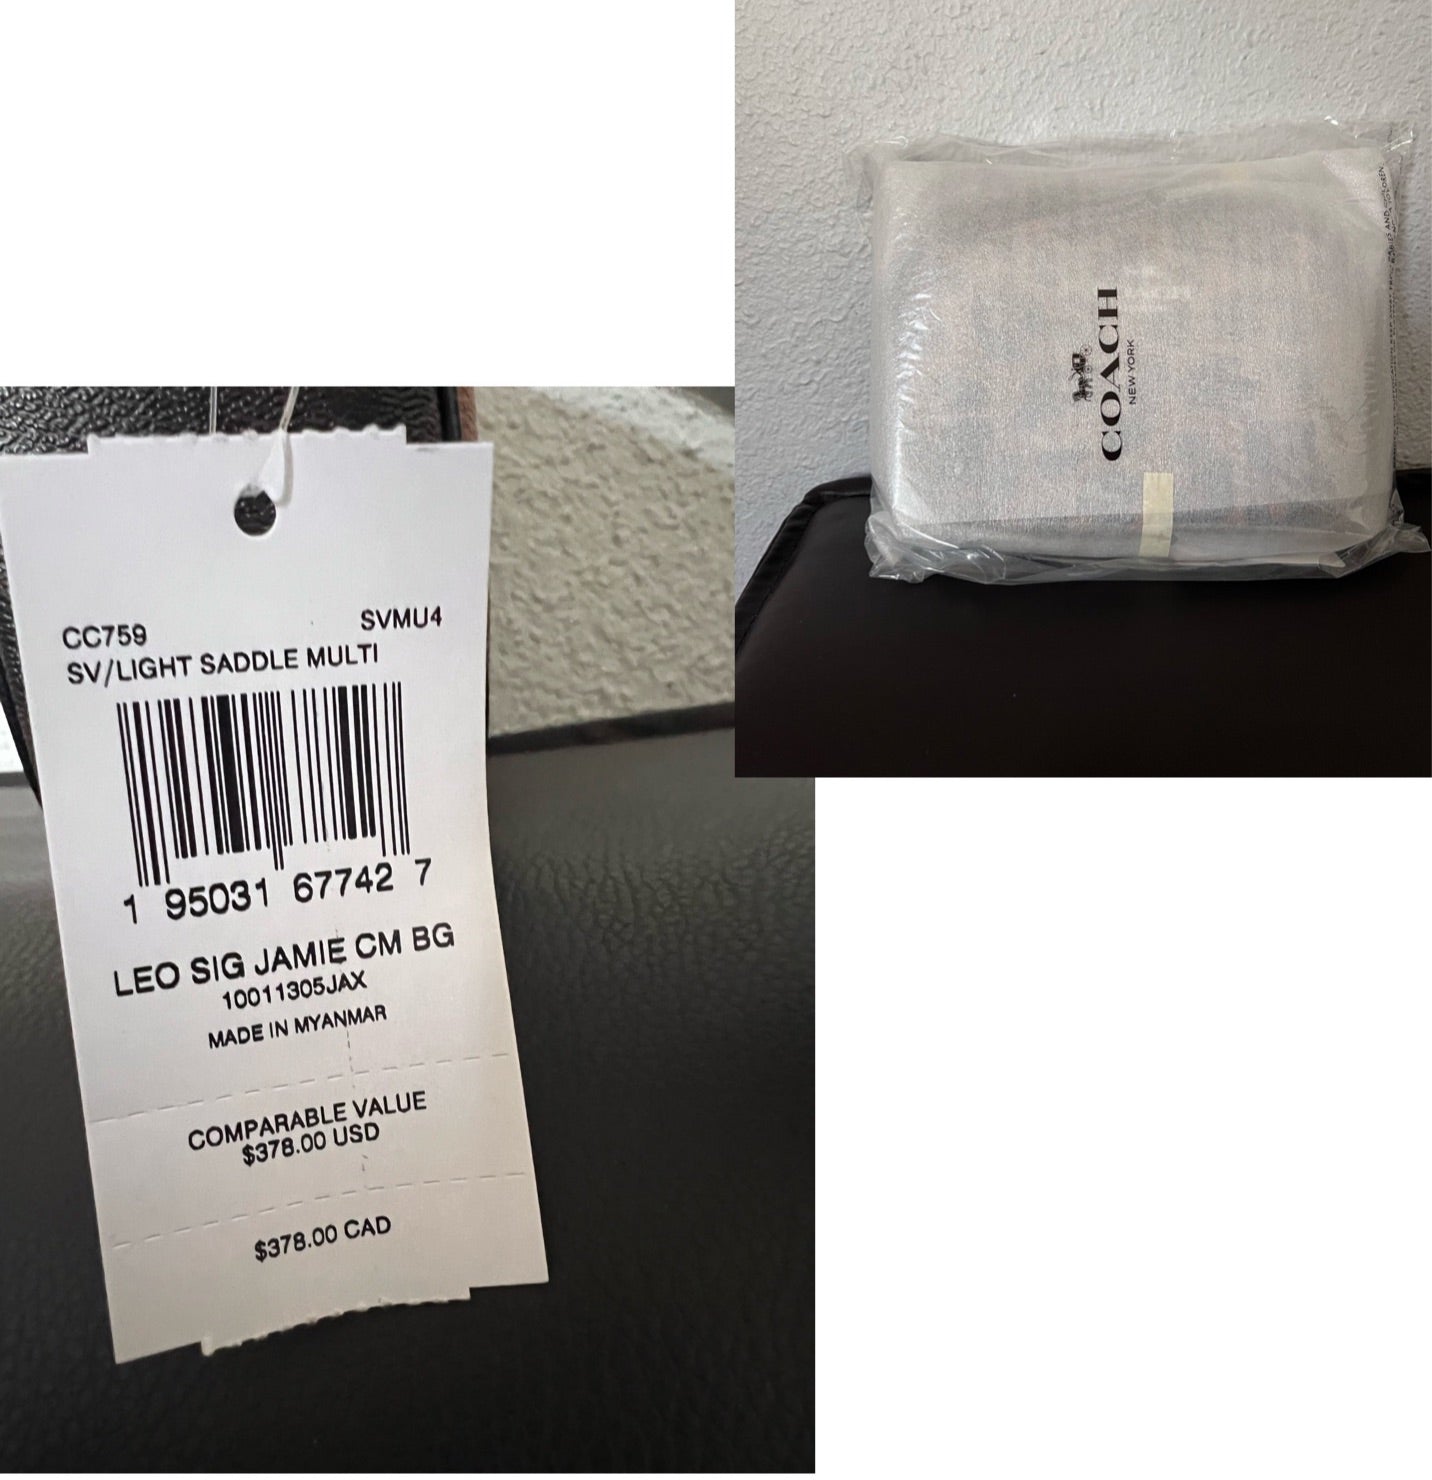 CC759 SVMU4
SV/LIGHT SADDLE MULTI
1 95031 67742 7
LEO SIG JAMIE CM BG
10011305JAX
MADE IN MYANMAR
COMPARABLE VALUE
$378.00 USD
$378.00 CAD
COACH
NEW YORK